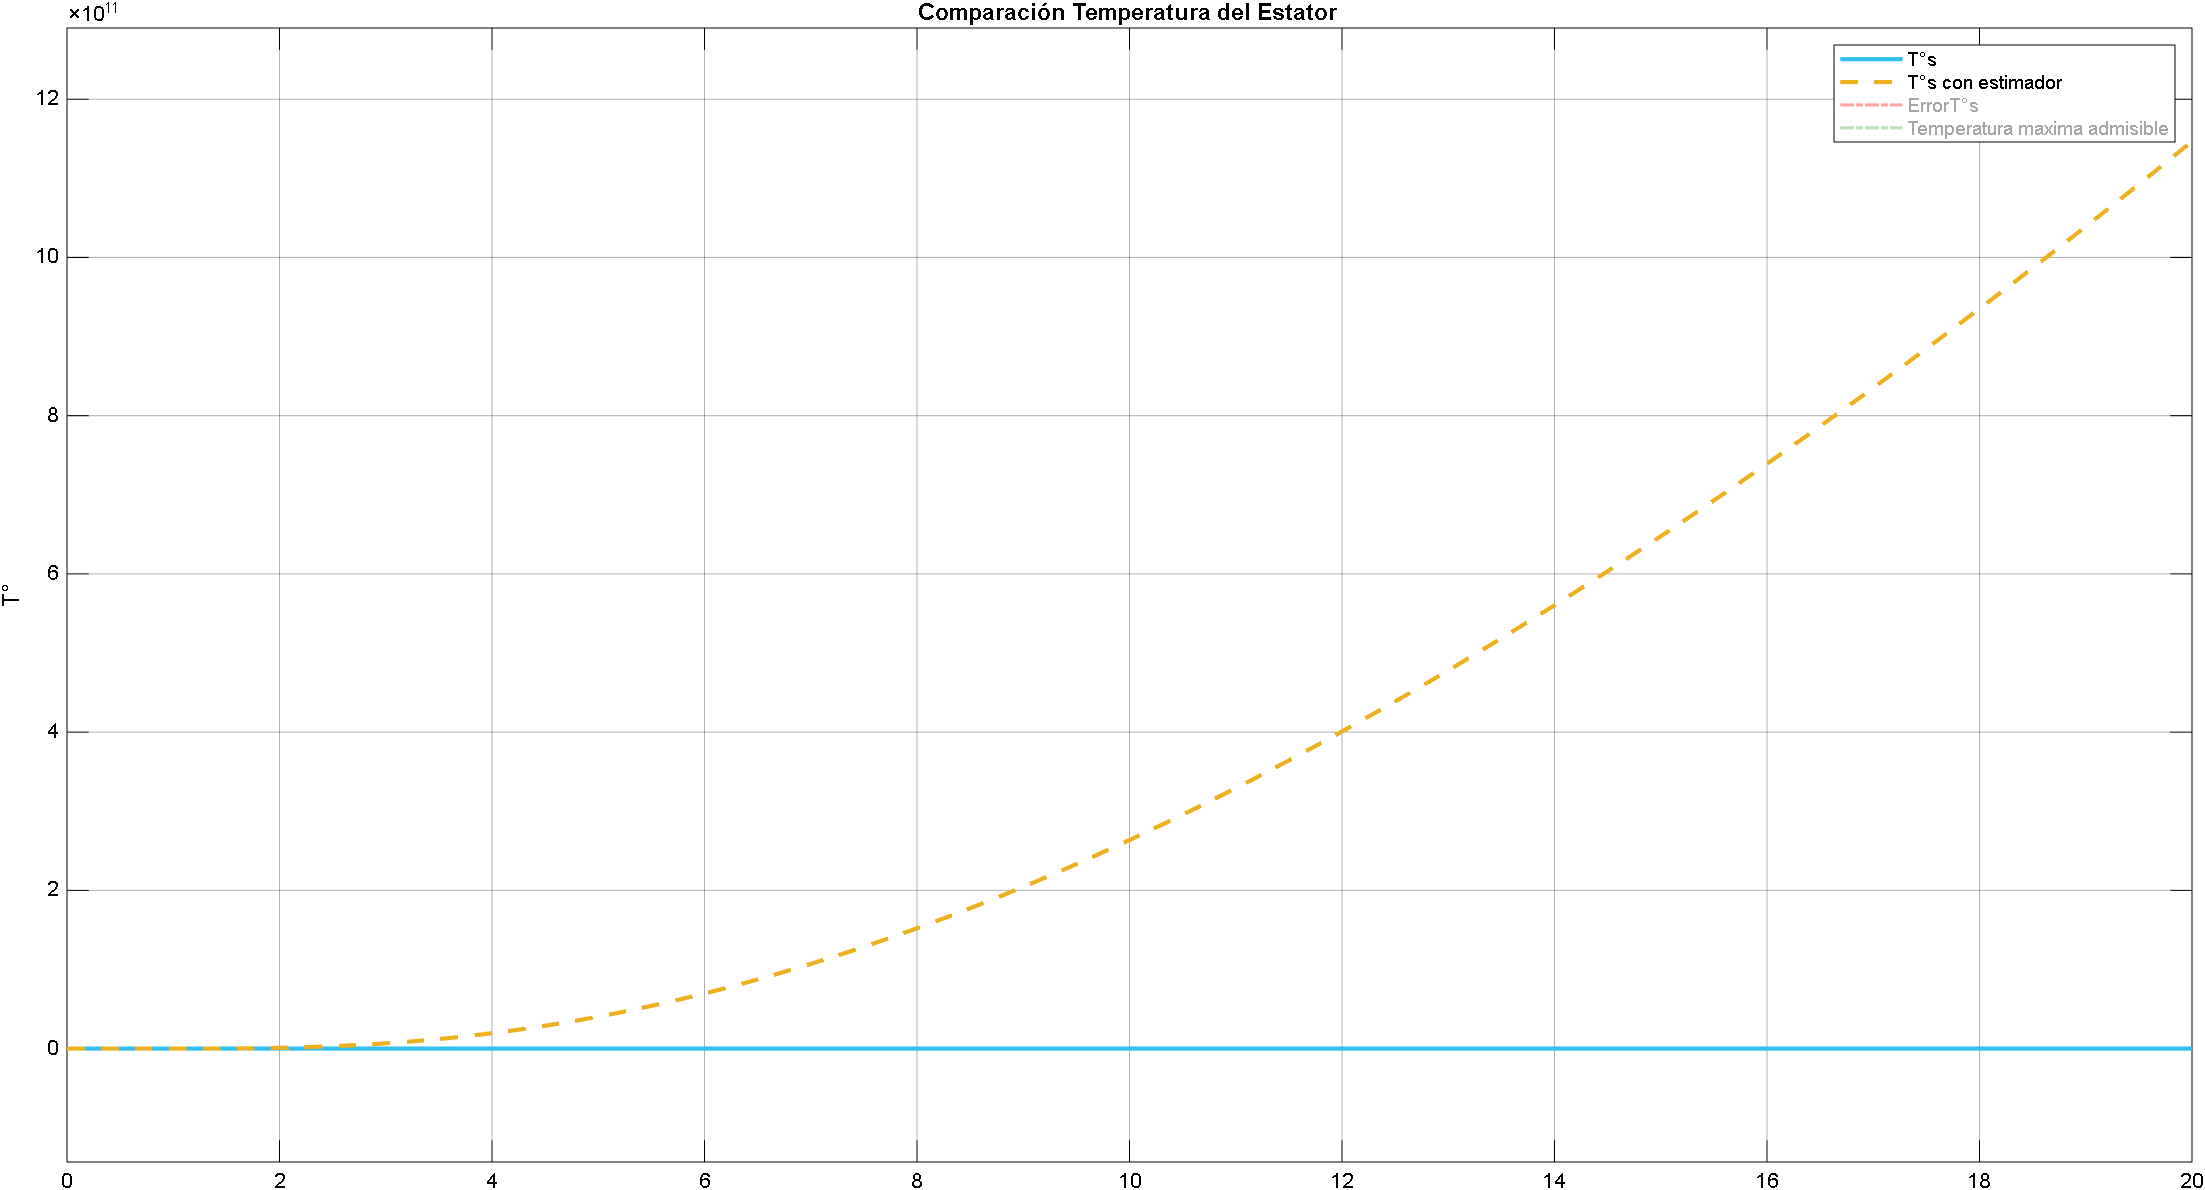 ×10¹¹
Comparación Temperatura del Estator
T°s
T°s con estimador
ErrorT°s
Temperatura maxima admisible
12
10
8
6
4
2
0
T°
0 2 4 6 8 10 12 14 16 18 20